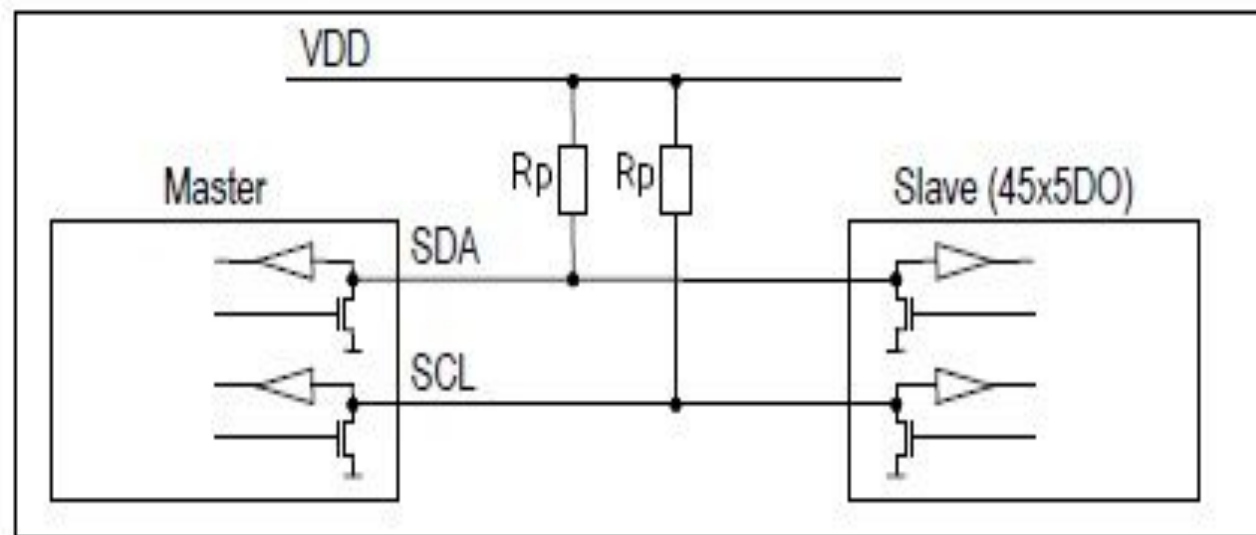 VDD
Rp Rp
Master
Slave (45x5DO)
SDA
SCL